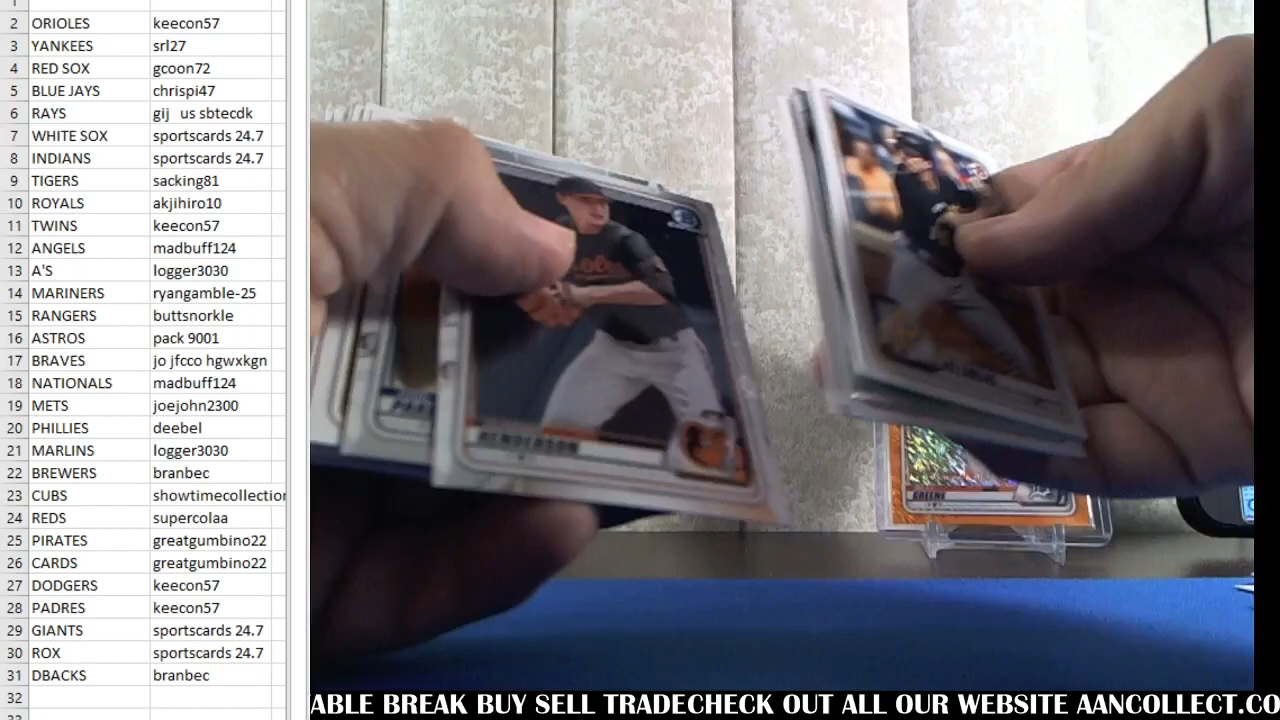 1
2 ORIOLES keecon57
3 YANKEES srl27
4 RED SOX gcoon72
5 BLUE JAYS chrispi47
6 RAYS gij us sbtecdk
7 WHITE SOX sportscards 24.7
8 INDIANS sportscards 24.7
9 TIGERS sacking81
10 ROYALS akjihiro10
11 TWINS keecon57
12 ANGELS madbuff124
13 A'S logger3030
14 MARINERS ryangamble-25
15 RANGERS buttsnorkle
16 ASTROS pack 9001
17 BRAVES jo jfcco hgwxkgn
18 NATIONALS madbuff124
19 METS joejohn2300
20 PHILLIES deebel
21 MARLINS logger3030
22 BREWERS branbec
23 CUBS showtimecollection
24 REDS supercolaa
25 PIRATES greatgumbino22
26 CARDS greatgumbino22
27 DODGERS keecon57
28 PADRES keecon57
29 GIANTS sportscards 24.7
30 ROX sportscards 24.7
31 DBACKS branbec
32
33
HENDERSON
GREENE
ABLE BREAK BUY SELL TRADECHECK OUT ALL OUR WEBSITE AANCOLLECT.CO